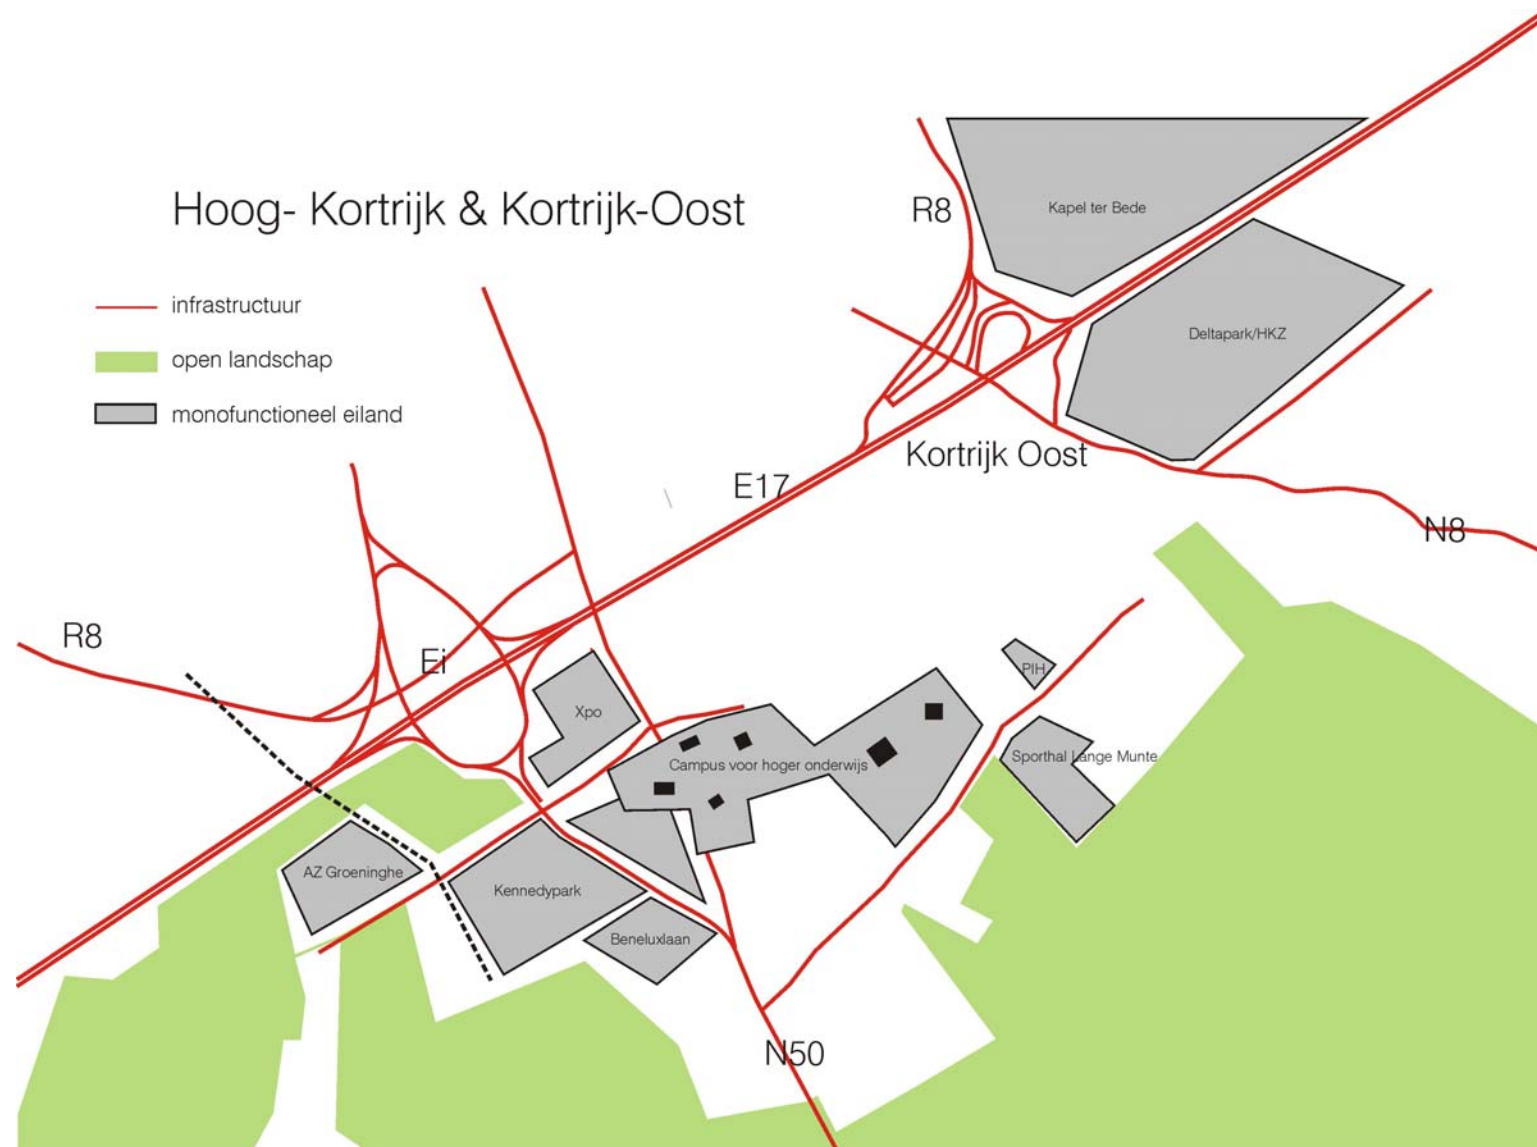 Hoog- Kortrijk & Kortrijk-Oost
infrastructuur
open landschap
monofunctioneel eiland
R8
Kapel ter Bede
Deltapark/HKZ
Kortrijk Oost
E17
N8
R8
Ei
PIH
Xpo
Sporthal Lange Munte
Campus voor hoger onderwijs
AZ Groeninghe
Kennedypark
Beneluxlaan
N50